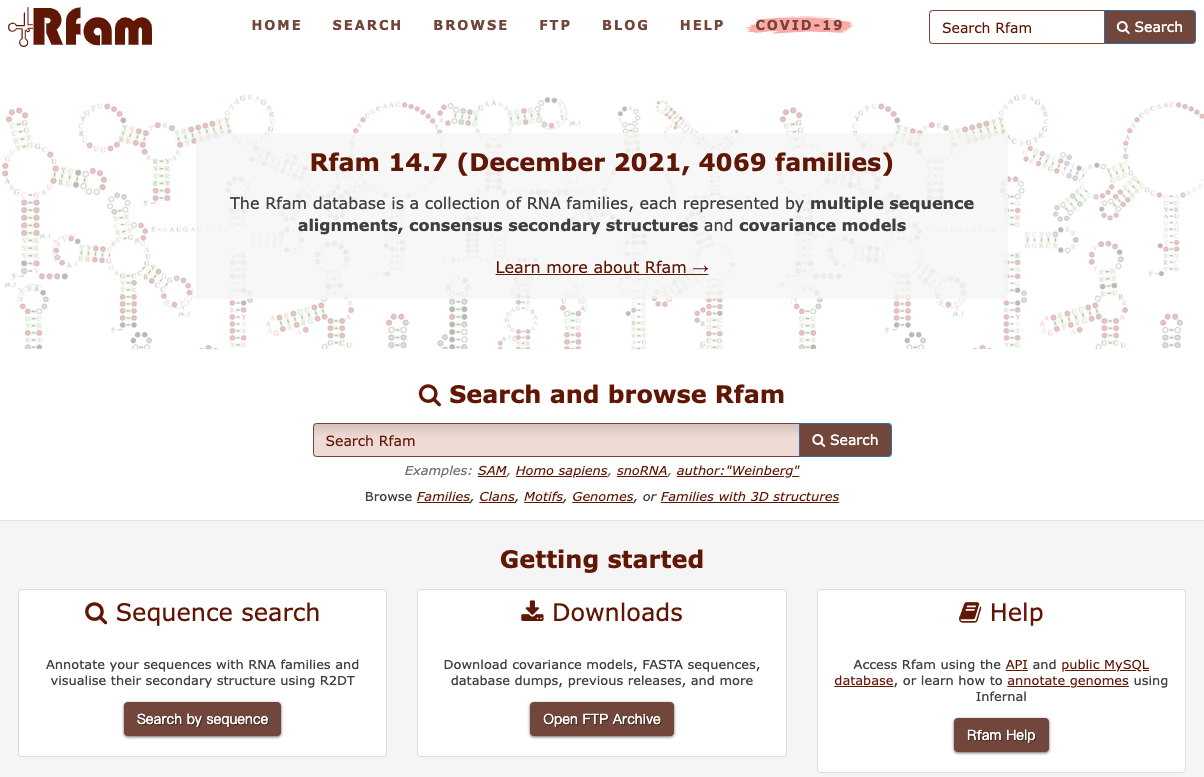 Rfam
HOME SEARCH BROWSE FTP BLOG HELP COVID-19
Search Rfam Search
Rfam 14.7 (December 2021, 4069 families)
The Rfam database is a collection of RNA families, each represented by multiple sequence
alignments, consensus secondary structures and covariance models
Learn more about Rfam →
Search and browse Rfam
Search Rfam Search
Examples: SAM, Homo sapiens, snoRNA, author:"Weinberg"
Browse Families, Clans, Motifs, Genomes, or Families with 3D structures
Getting started
Sequence search
Annotate your sequences with RNA families and
visualise their secondary structure using R2DT
Search by sequence
Downloads
Download covariance models, FASTA sequences,
database dumps, previous releases, and more
Open FTP Archive
Help
Access Rfam using the API and public MySQL
database, or learn how to annotate genomes using
Infernal
Rfam Help